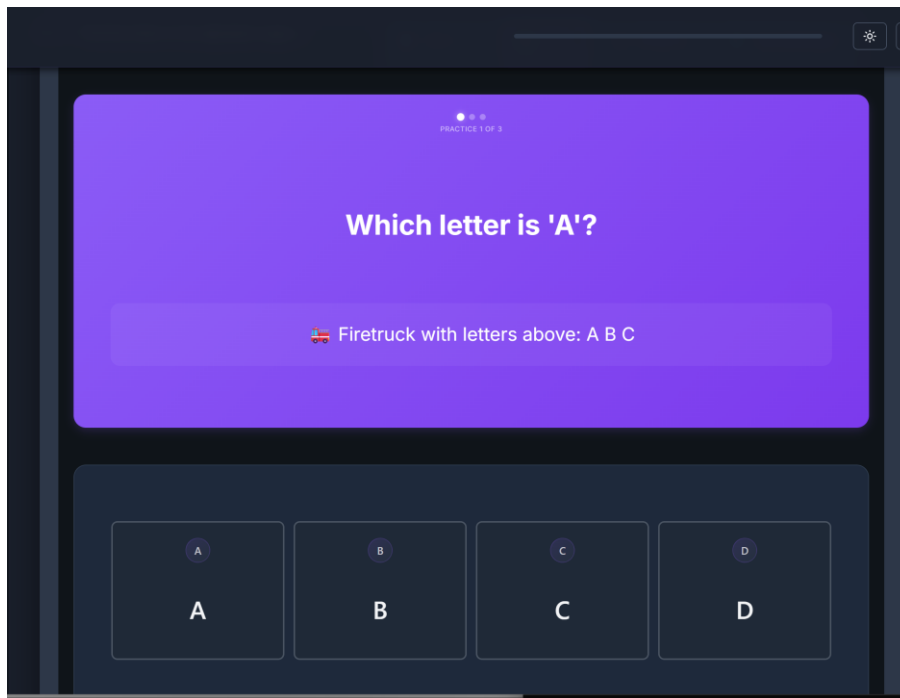 PRACTICE 1 OF 3
Which letter is 'A'?
🚒 Firetruck with letters above: A B C
A
B
C
D
A
B
C
D